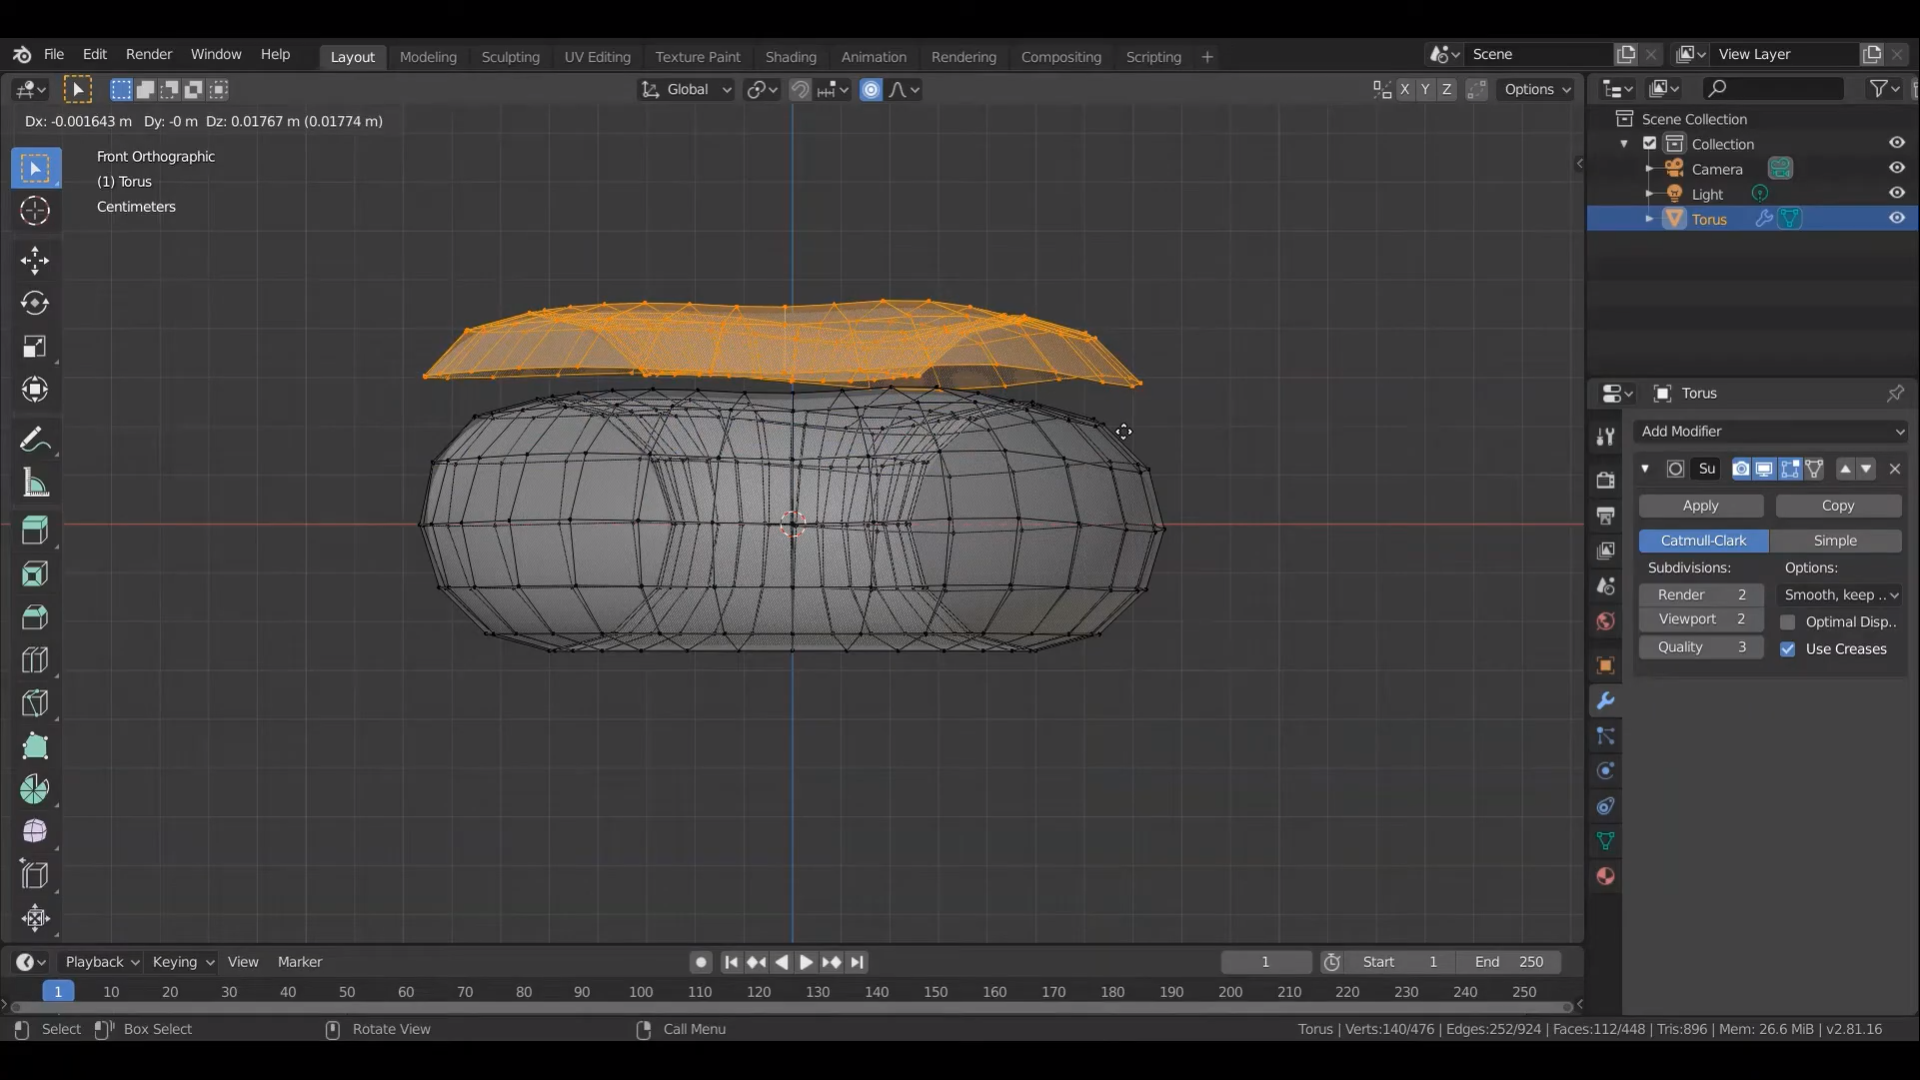 File Edit Render Window Help Layout Modeling Sculpting UV Editing Texture Paint Shading Animation Rendering Compositing Scripting + Scene View Layer
Global X Y Z Options
Dx: -0.001643 m Dy: -0 m Dz: 0.01767 m (0.01774 m)
Front Orthographic
(1) Torus
Centimeters
Scene Collection
Collection
Camera
Light
Torus
Torus
Add Modifier
Su
Apply Copy
Catmull-Clark Simple
Subdivisions: Options:
Render 2 Smooth, keep ..
Viewport 2 Optimal Disp..
Quality 3 Use Creases
Playback Keying View Marker 1 Start 1 End 250
1 10 20 30 40 50 60 70 80 90 100 110 120 130 140 150 160 170 180 190 200 210 220 230 240 250
Select Box Select Rotate View Call Menu Torus | Verts:140/476 | Edges:252/924 | Faces:112/448 | Tris:896 | Mem: 26.6 MiB | v2.81.16